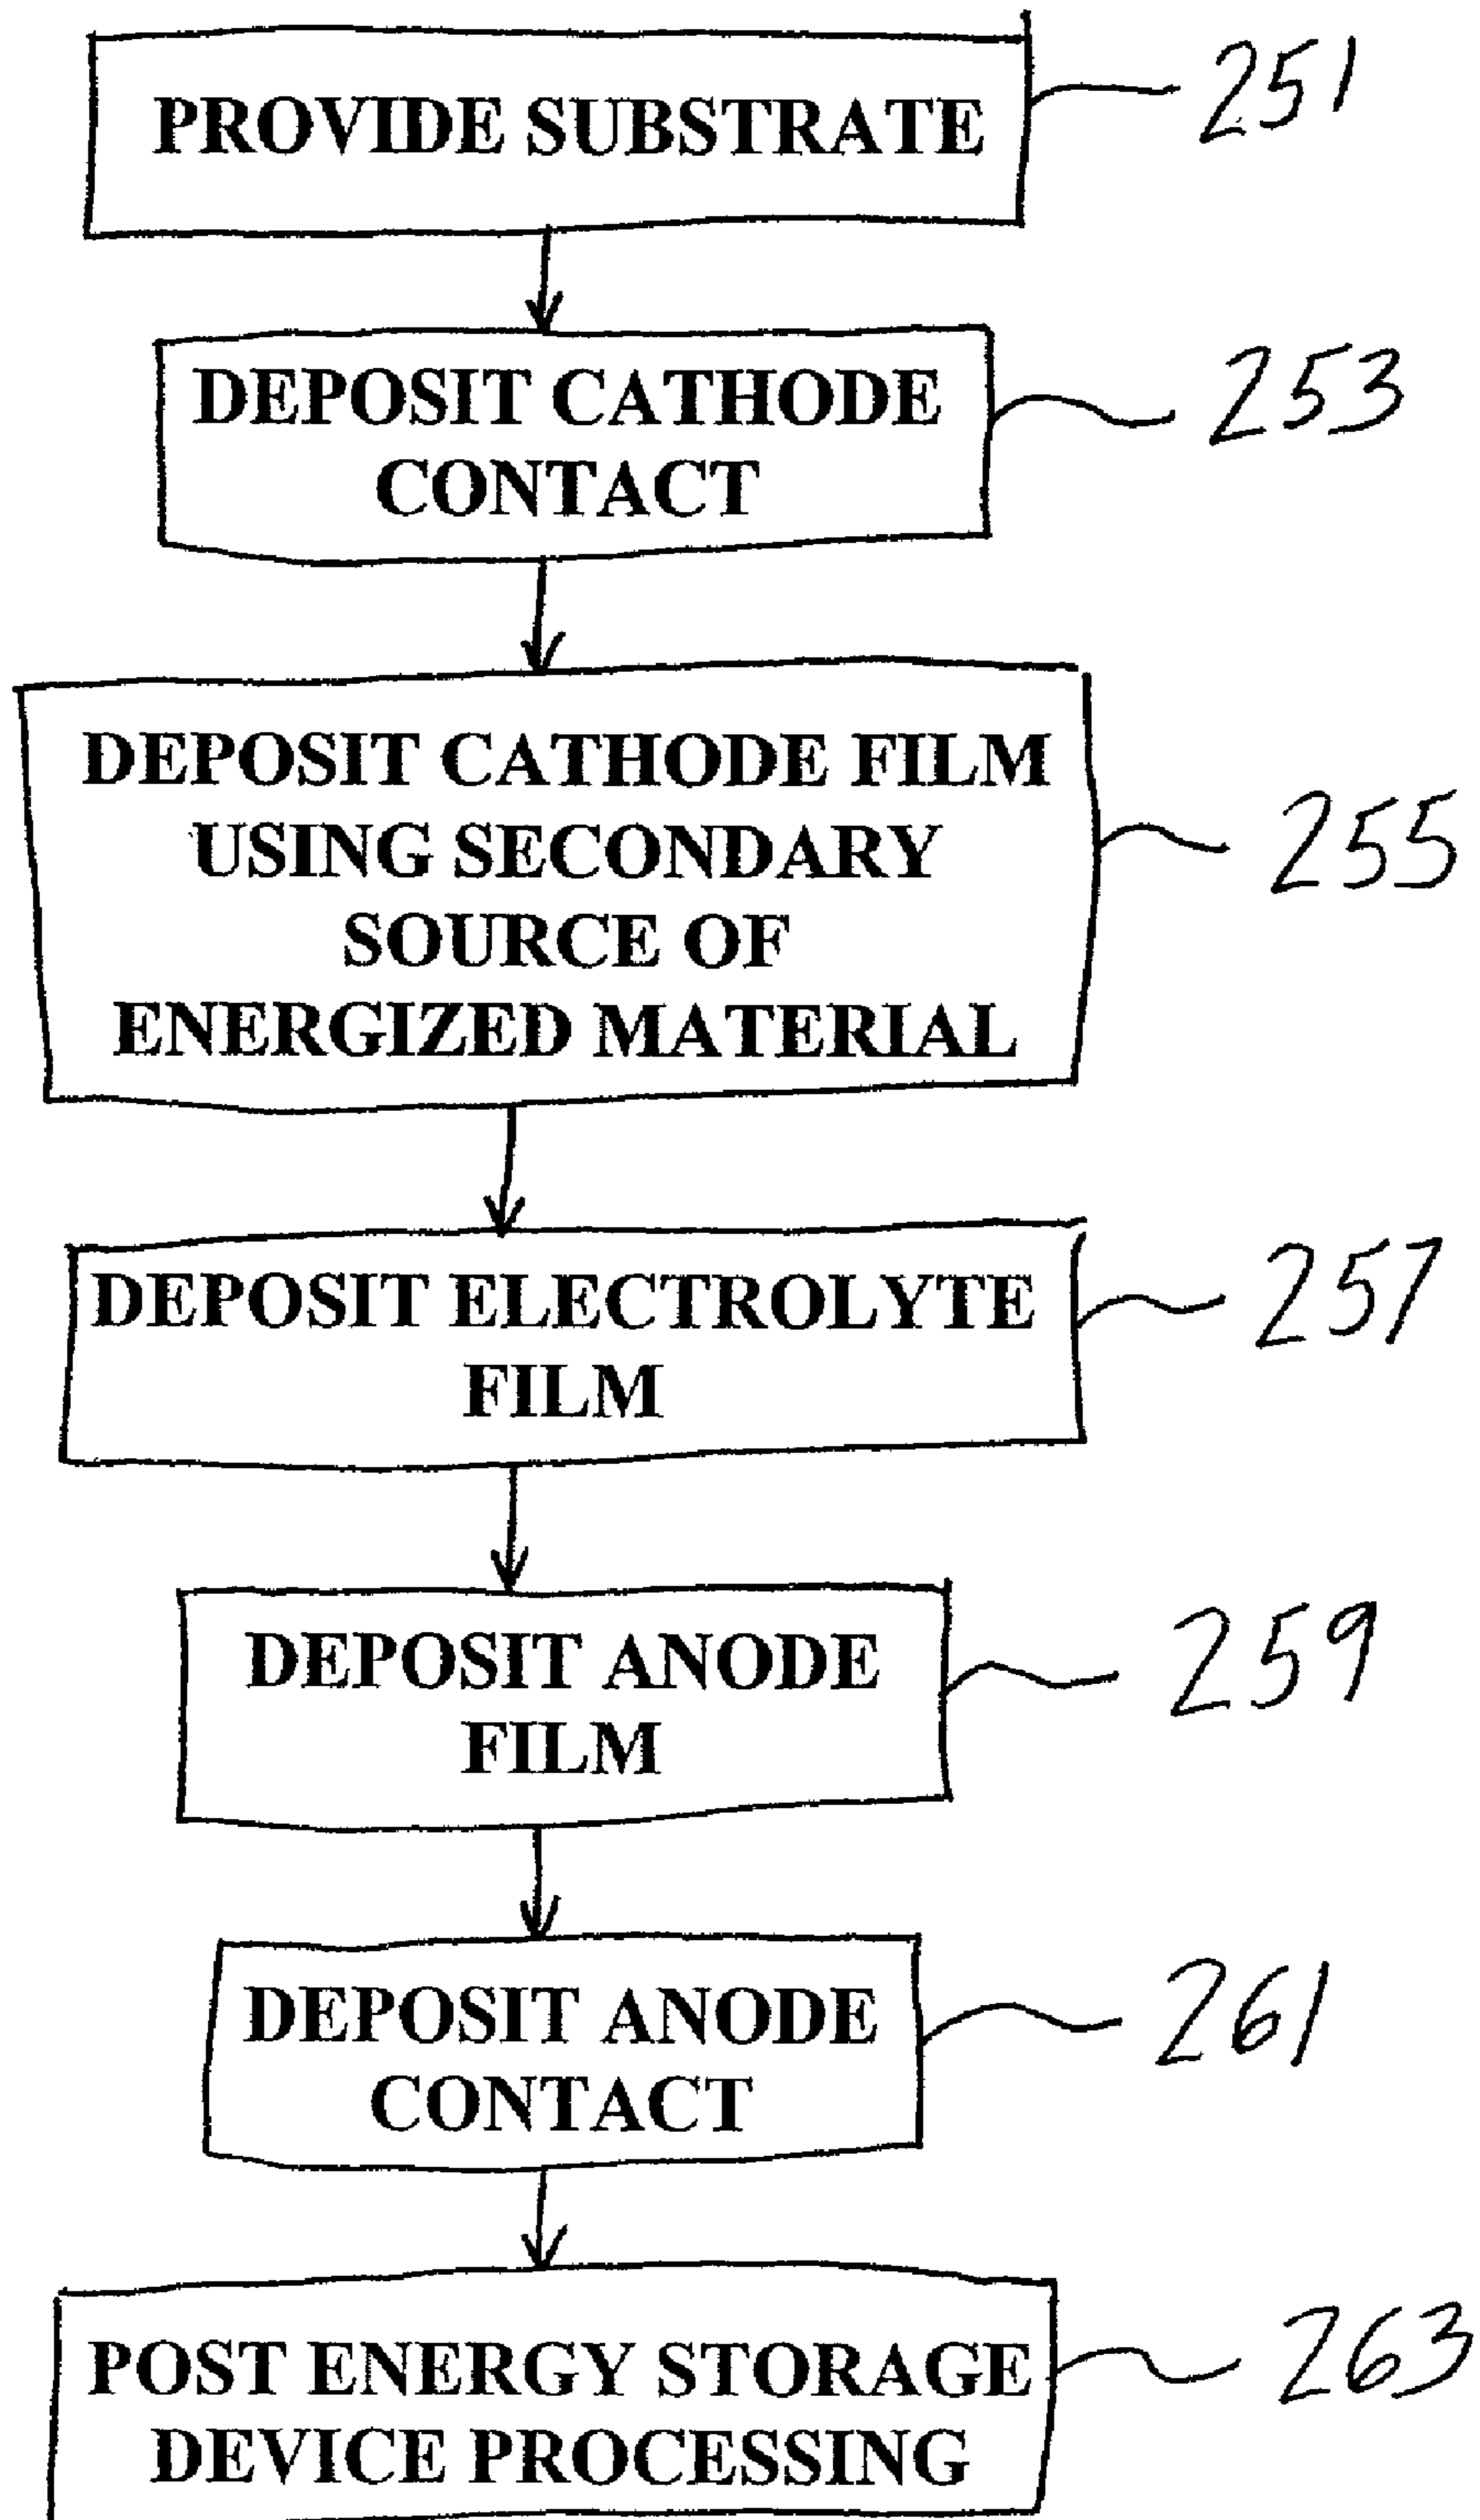 PROVIDE SUBSTRATE
251
DEPOSIT CATHODE
CONTACT
253
DEPOSIT CATHODE FILM
USING SECONDARY
SOURCE OF
ENERGIZED MATERIAL
255
DEPOSIT ELECTROLYTE
FILM
257
DEPOSIT ANODE
FILM
259
DEPOSIT ANODE
CONTACT
261
POST ENERGY STORAGE
DEVICE PROCESSING
263